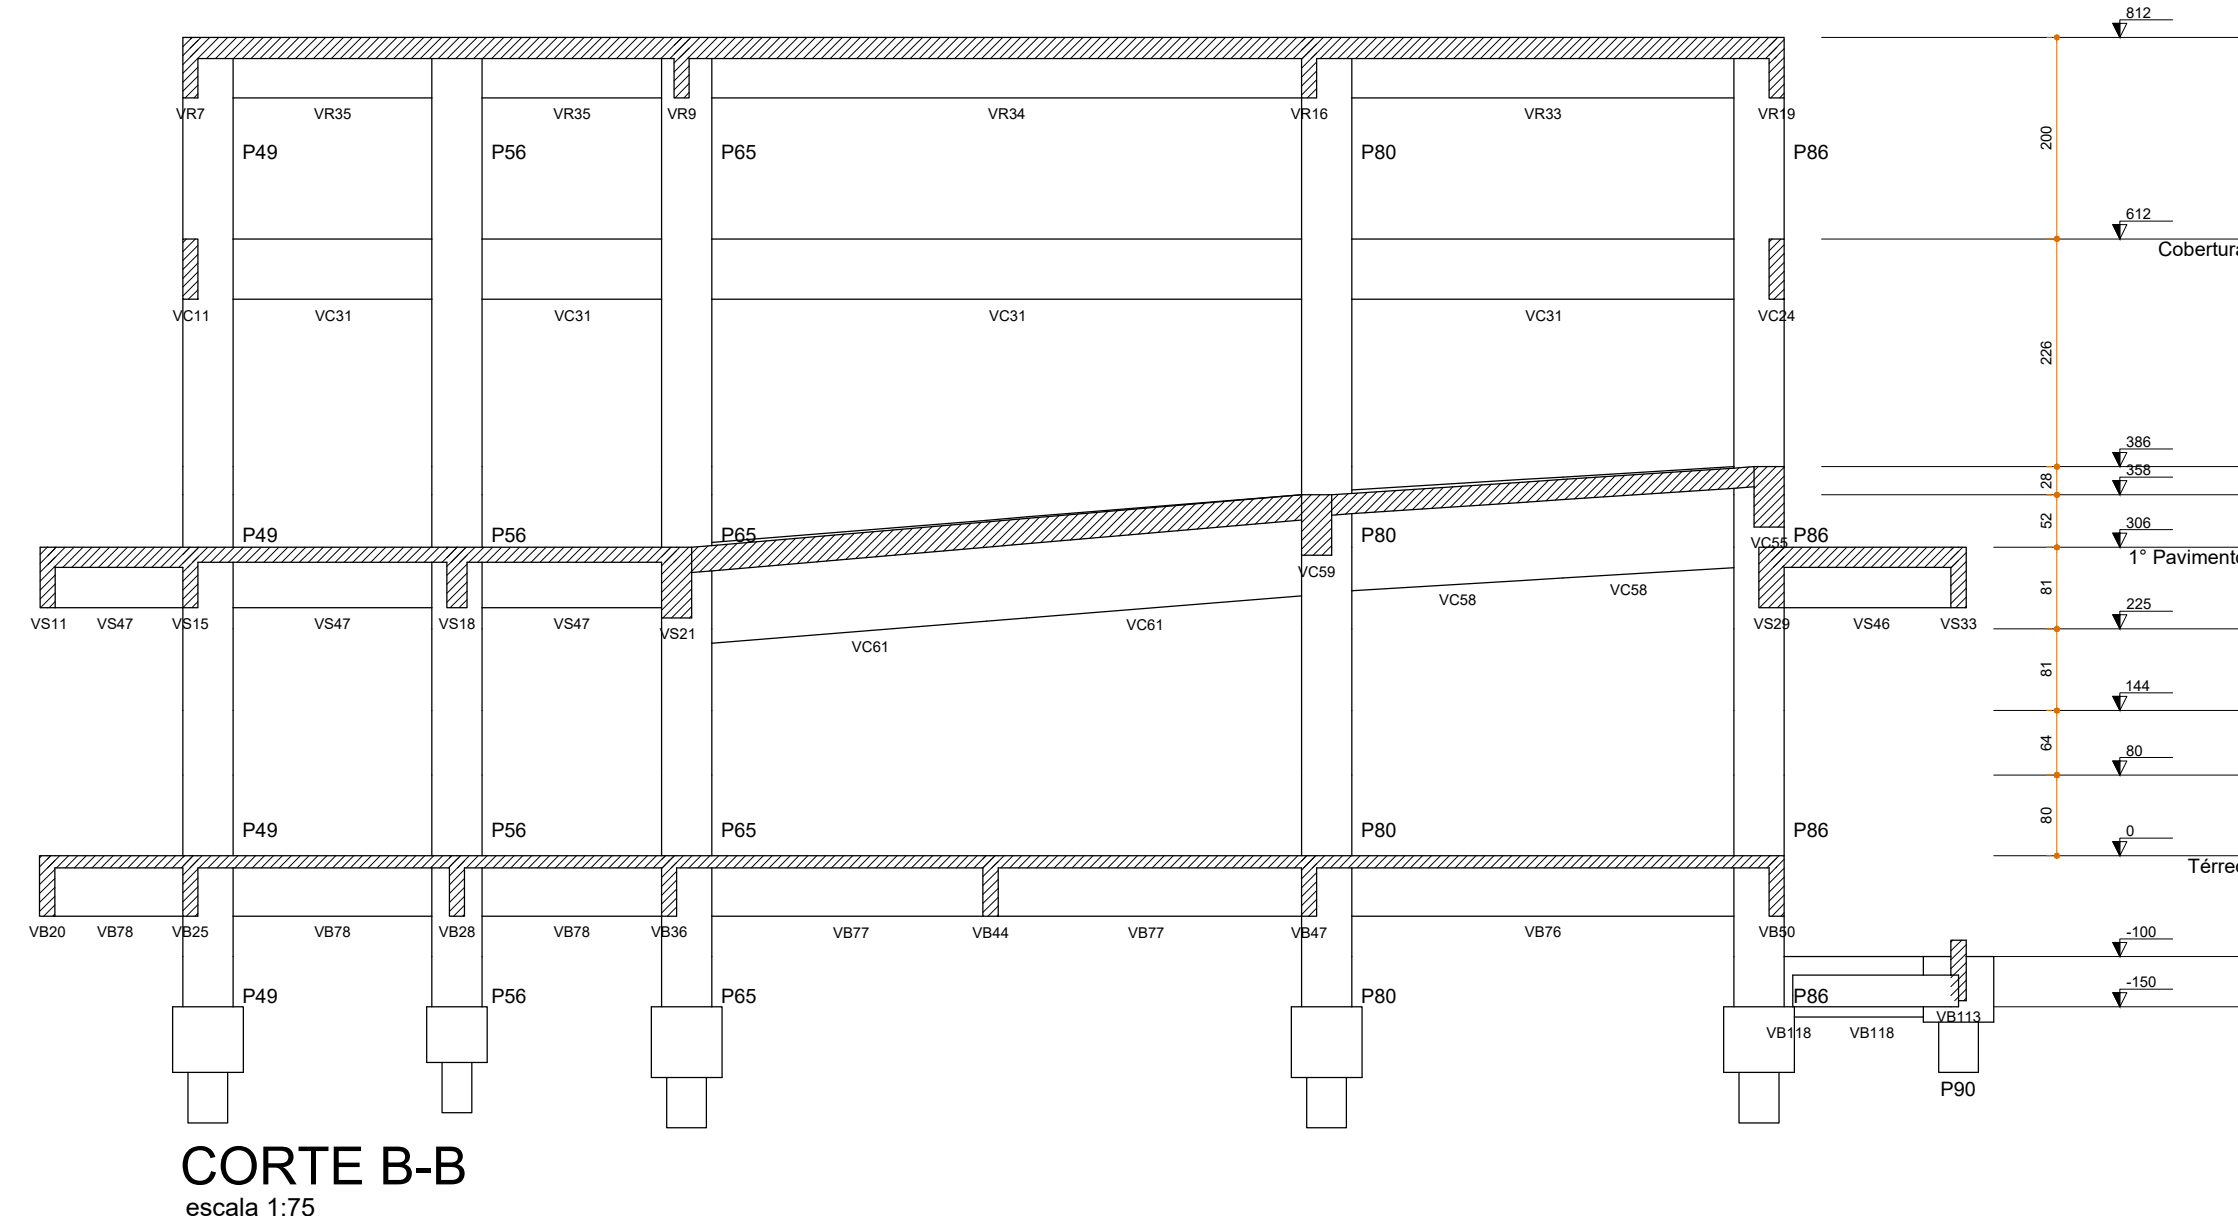 812
VR7 VR35 VR35 VR9 VR34 VR16 VR33 VR19
200
P49 P56 P65 P80 P86
612
Cobertura
VC11 VC31 VC31 VC31 VC31 VC24
226
386
28
358
52
306
P49 P56 P65 P80 P86
VC55
1° Pavimento
VC59
81
VC58 VC58
225
VS11 VS47 VS15 VS47 VS18 VS47 VS21 VC61 VS29 VS46 VS33
VC61
81
144
64
80
80
0
P49 P56 P65 P80 P86
Térreo
VB20 VB78 VB25 VB78 VB28 VB78 VB36 VB77 VB44 VB77 VB47 VB76 VB50
-100
-150
P49 P56 P65 P80 P86
VB113
VB118 VB118
P90
CORTE B-B
escala 1:75